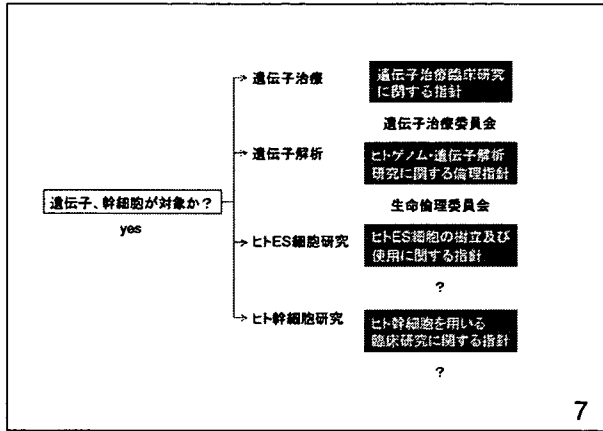 遺伝子、幹細胞が対象か？
yes
遺伝子治療
遺伝子治療臨床研究
に関する指針
遺伝子治療委員会
遺伝子解析
ヒトゲノム・遺伝子解析
研究に関する倫理指針
生命倫理委員会
ヒトES細胞研究
ヒトES細胞の樹立及び
使用に関する指針
?
ヒト幹細胞研究
ヒト幹細胞を用いる
臨床研究に関する指針
?
7